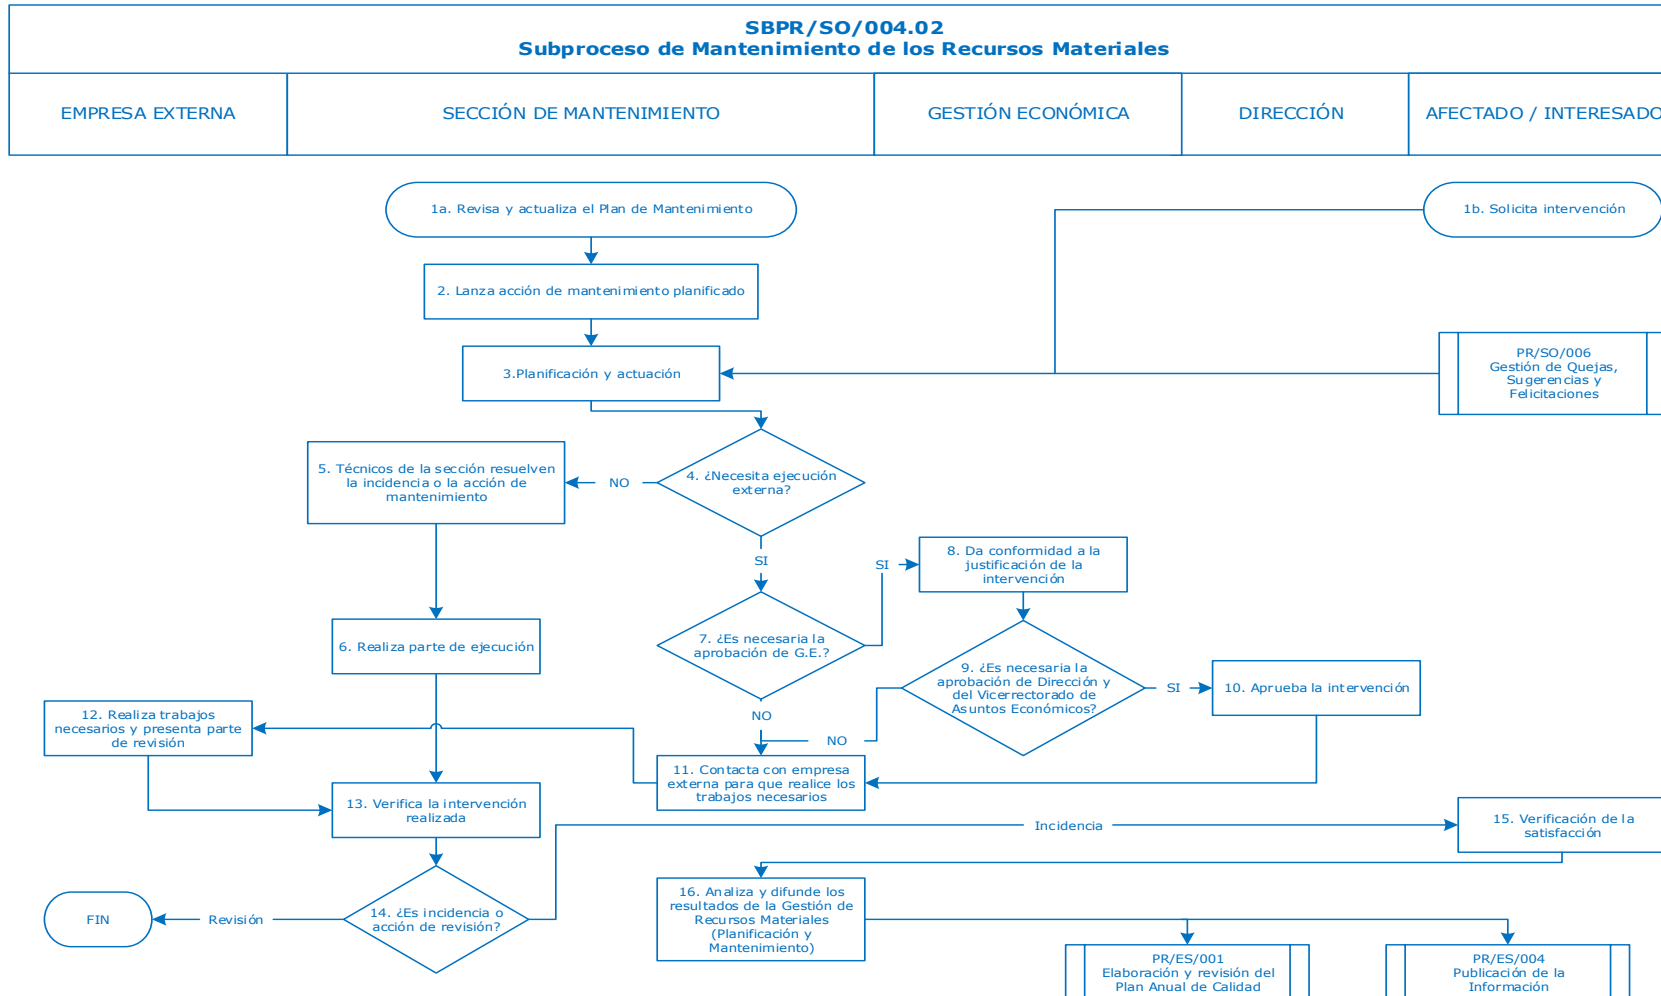 SBPR/SO/004.02
Subproceso de Mantenimiento de los Recursos Materiales
EMPRESA EXTERNA
SECCIÓN DE MANTENIMIENTO
GESTIÓN ECONÓMICA
DIRECCIÓN
AFECTADO / INTERESADO
1a. Revisa y actualiza el Plan de Mantenimiento
1b. Solicita intervención
2. Lanza acción de mantenimiento planificado
3.Planificación y actuación
PR/SO/006
Gestión de Quejas,
Sugerencias y
Felicitaciones
4. ¿Necesita ejecución
externa?
NO
5. Técnicos de la sección resuelven
la incidencia o la acción de
mantenimiento
SI
6. Realiza parte de ejecución
7. ¿Es necesaria la
aprobación de G.E.?
SI
8. Da conformidad a la
justificación de la
intervención
9. ¿Es necesaria la
aprobación de Dirección y
del Vicerrectorado de
Asuntos Económicos?
SI
10. Aprueba la intervención
NO
NO
11. Contacta con empresa
externa para que realice los
trabajos necesarios
12. Realiza trabajos
necesarios y presenta parte
de revisión
13. Verifica la intervención
realizada
14. ¿Es incidencia o
acción de revisión?
Revisión
FIN
Incidencia
15. Verificación de la
satisfacción
16. Analiza y difunde los
resultados de la Gestión de
Recursos Materiales
(Planificación y
Mantenimiento)
PR/ES/001
Elaboración y revisión del
Plan Anual de Calidad
PR/ES/004
Publicación de la
Información